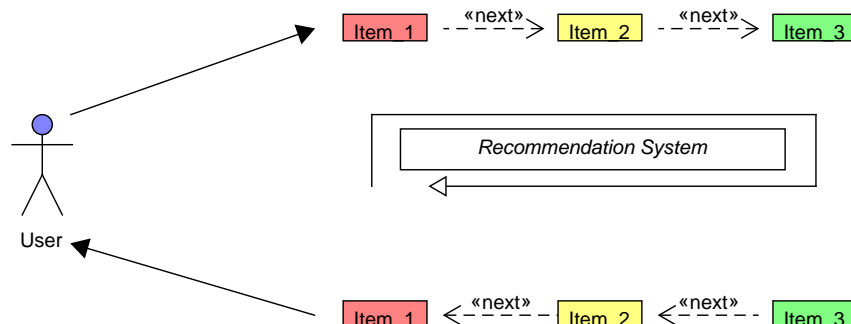 «next» «next»
Item_1 Item_2 Item_3
Recommendation System
User
«next» «next»
Item_1 Item_2 Item_3